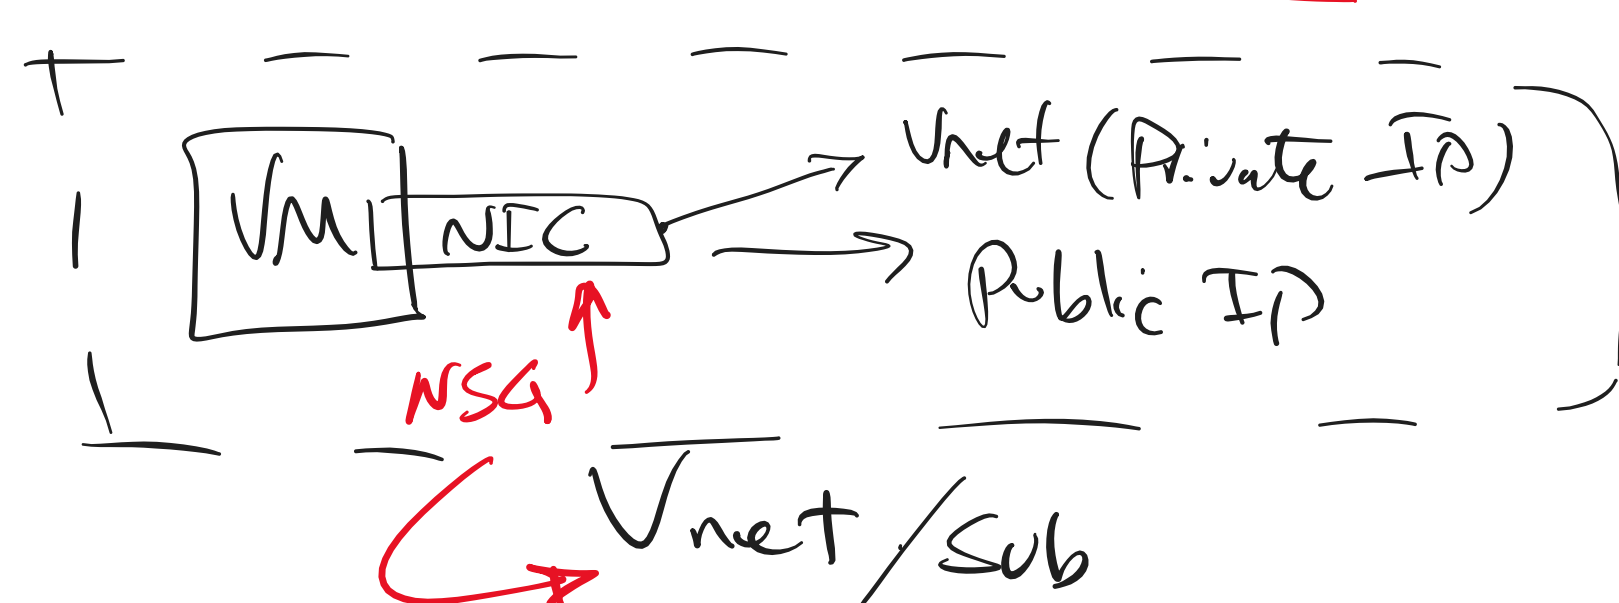 Vnet (Private IP)
VM NIC
Public IP
NSG
Vnet/Sub